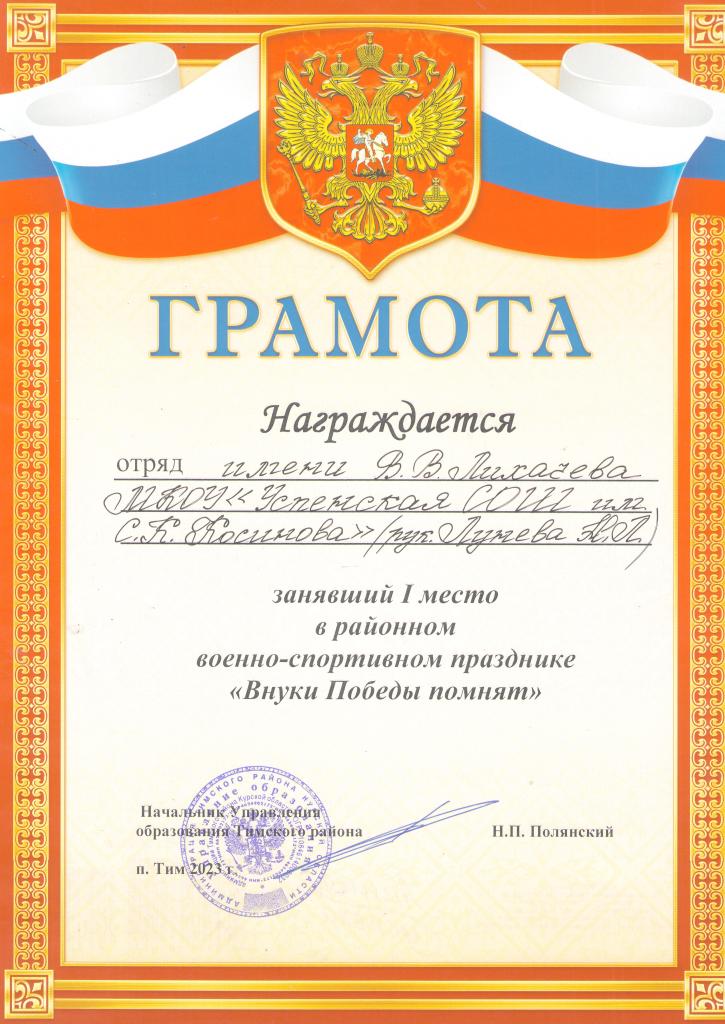 ГРАМОТА
Награждается
отряд имени В.В. Лихачева
МКОУ «Успенская СОШ им.
С.К. Косинова» (рук. Лунева Н.П.)
занявший I место
в районном
военно-спортивном празднике
«Внуки Победы помнят»
Начальник Управления
образования Тимского района Н.П. Полянский
п. Тим 2023 г.